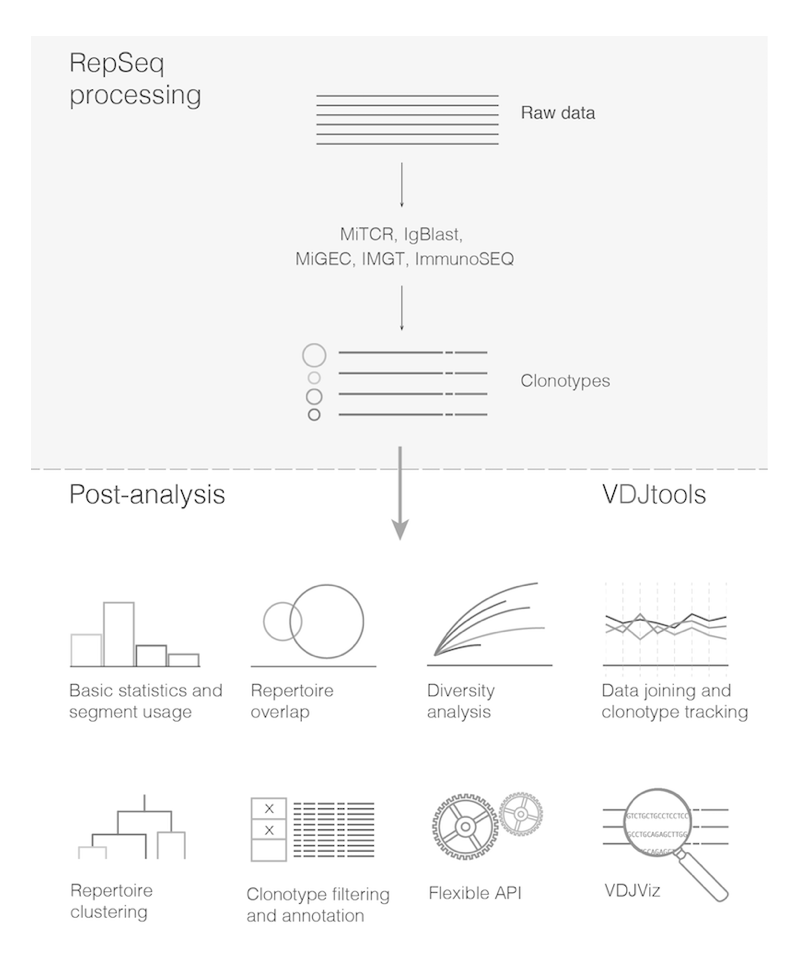 RepSeq
processing
Raw data
MiTCR, IgBlast,
MiGEC, IMGT, ImmunoSEQ
Clonotypes
Post-analysis
VDJtools
Basic statistics and
segment usage
Repertoire
overlap
Diversity
analysis
Data joining and
clonotype tracking
X
X
GTCTGCTGCCTCCTCC
GCCTGCAGAGCTTGG
Repertoire
clustering
Clonotype filtering
and annotation
Flexible API
VDJViz